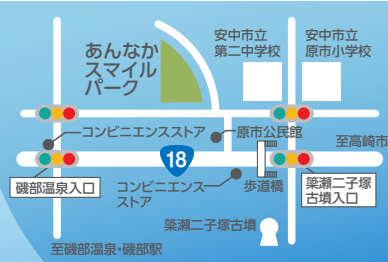 あんなか
スマイル
パーク
安中市立
第二中学校
安中市立
原市小学校
コンビニエンスストア
原市公民館
至高崎市
18
磯部温泉入口
コンビニエンス
ストア
歩道橋
簗瀬二子塚
古墳入口
簗瀬二子塚古墳
至磯部温泉・磯部駅